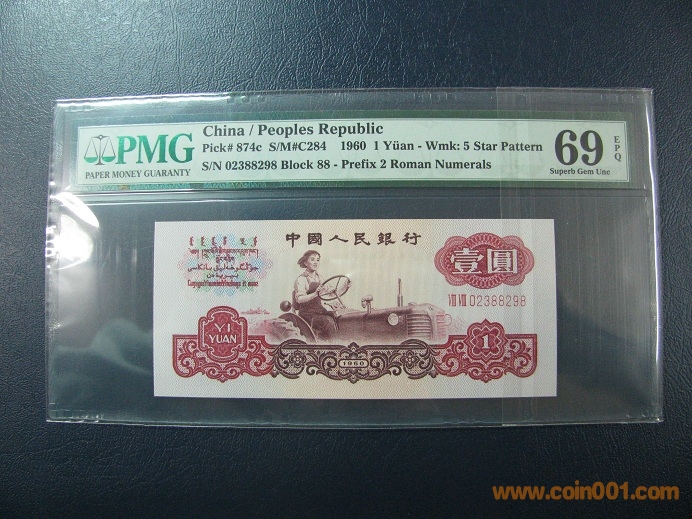 China / Peoples Republic
PMG
PAPER MONEY GUARANTY
Pick# 874c S/M#C284 1960 1 Yüan - Wmk: 5 Star Pattern
S/N 02388298 Block 88 - Prefix 2 Roman Numerals
69 EPQ
Superb Gem Unc
中國人民銀行
壹圓
VIII VIII 02388298
YI
YUAN
1960
1
www.coin001.com